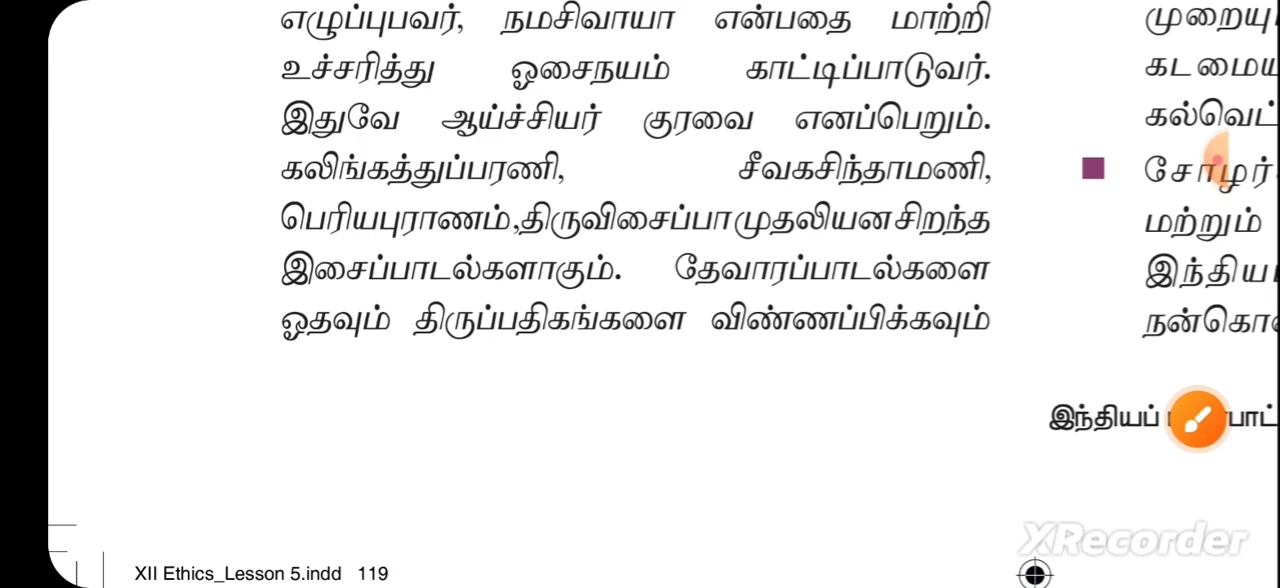 எழுப்புபவர், நமசிவாயா என்பதை மாற்றி
உச்சரித்து ஓசைநயம் காட்டிப்பாடுவர்.
இதுவே ஆய்ச்சியர் குரவை எனப்பெறும்.
கலிங்கத்துப்பரணி, சீவகசிந்தாமணி,
பெரியபுராணம்,திருவிசைப்பாமுதலியனசிறந்த
இசைப்பாடல்களாகும். தேவாரப்பாடல்களை
ஓதவும் திருப்பதிகங்களை விண்ணப்பிக்கவும்
முறையு
கடமைய
கல்வெட்
சோழர்
மற்றும்
இந்திய
நன்கொ
இந்தியப்
XRecorder
XII Ethics_Lesson 5.indd 119